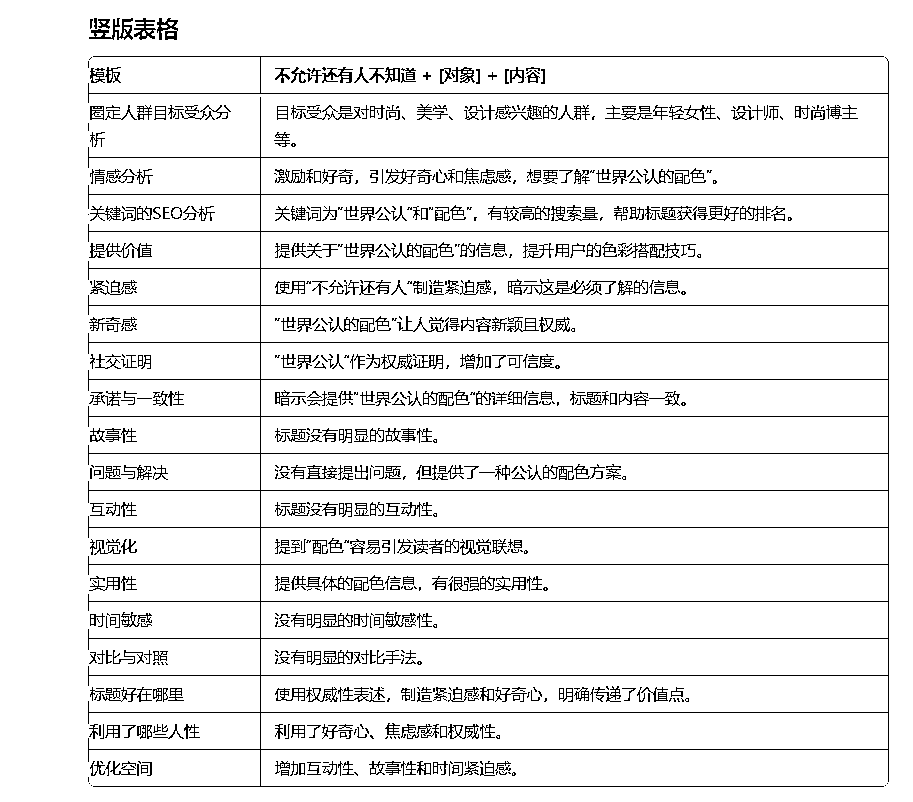 竖版表格
模板
不允许还有人不知道 + [对象] + [内容]
圈定人群目标受众分
析
目标受众是对时尚、美学、设计感兴趣的人群，主要是年轻女性、设计师、时尚博主
等。
情感分析
激励和好奇，引发好奇心和焦虑感，想要了解"世界公认的配色"。
关键词的SEO分析
关键词为"世界公认"和"配色"，有较高的搜索量，帮助标题获得更好的排名。
提供价值
提供关于"世界公认的配色"的信息，提升用户的色彩搭配技巧。
紧迫感
使用"不允许还有人"制造紧迫感，暗示这是必须了解的信息。
新奇感
"世界公认的配色"让人觉得内容新颖且权威。
社交证明
"世界公认"作为权威证明，增加了可信度。
承诺与一致性
暗示会提供"世界公认的配色"的详细信息，标题和内容一致。
故事性
标题没有明显的故事性。
问题与解决
没有直接提出问题，但提供了一种公认的配色方案。
互动性
标题没有明显的互动性。
视觉化
提到"配色"容易引发读者的视觉联想。
实用性
提供具体的配色信息，有很强的实用性。
时间敏感
没有明显的时间敏感性。
对比与对照
没有明显的对比手法。
标题好在哪里
使用权威性表述，制造紧迫感和好奇心，明确传递了价值点。
利用了哪些人性
利用了好奇心、焦虑感和权威性。
优化空间
增加互动性、故事性和时间紧迫感。